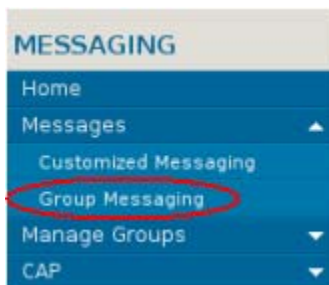 MESSAGING
Home
Messages
Customized Messaging
Group Messaging
Manage Groups
CAP